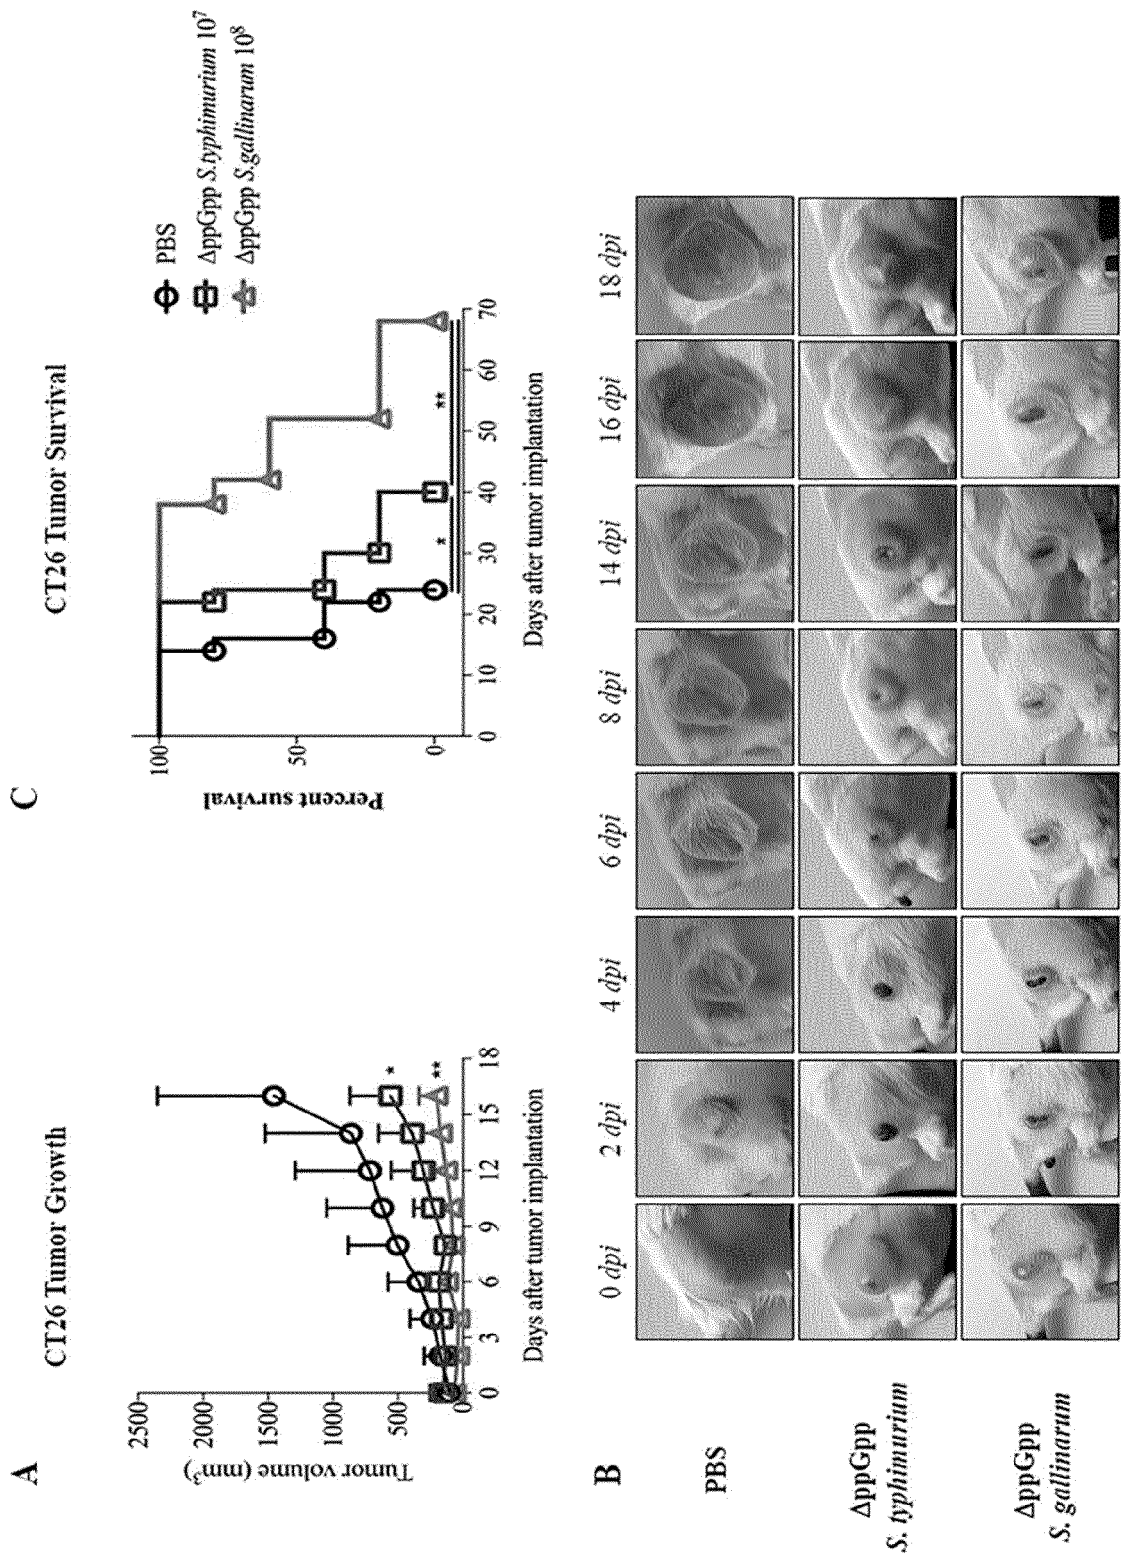 A
CT26 Tumor Growth
Tumor volume (mm³)
2500
2000
1500
1000
500
0
0 3 6 9 12 15 18
*
**
Days after tumor implantation
C
CT26 Tumor Survival
PBS
ΔppGpp S.typhimurium 10⁷
ΔppGpp S.gallinarum 10⁸
Percent survival
100
50
0
0 10 20 30 40 50 60 70
*
**
Days after tumor implantation
B
0 dpi 2 dpi 4 dpi 6 dpi 8 dpi 14 dpi 16 dpi 18 dpi
PBS
ΔppGpp
S. typhimurium
ΔppGpp
S. gallinarum